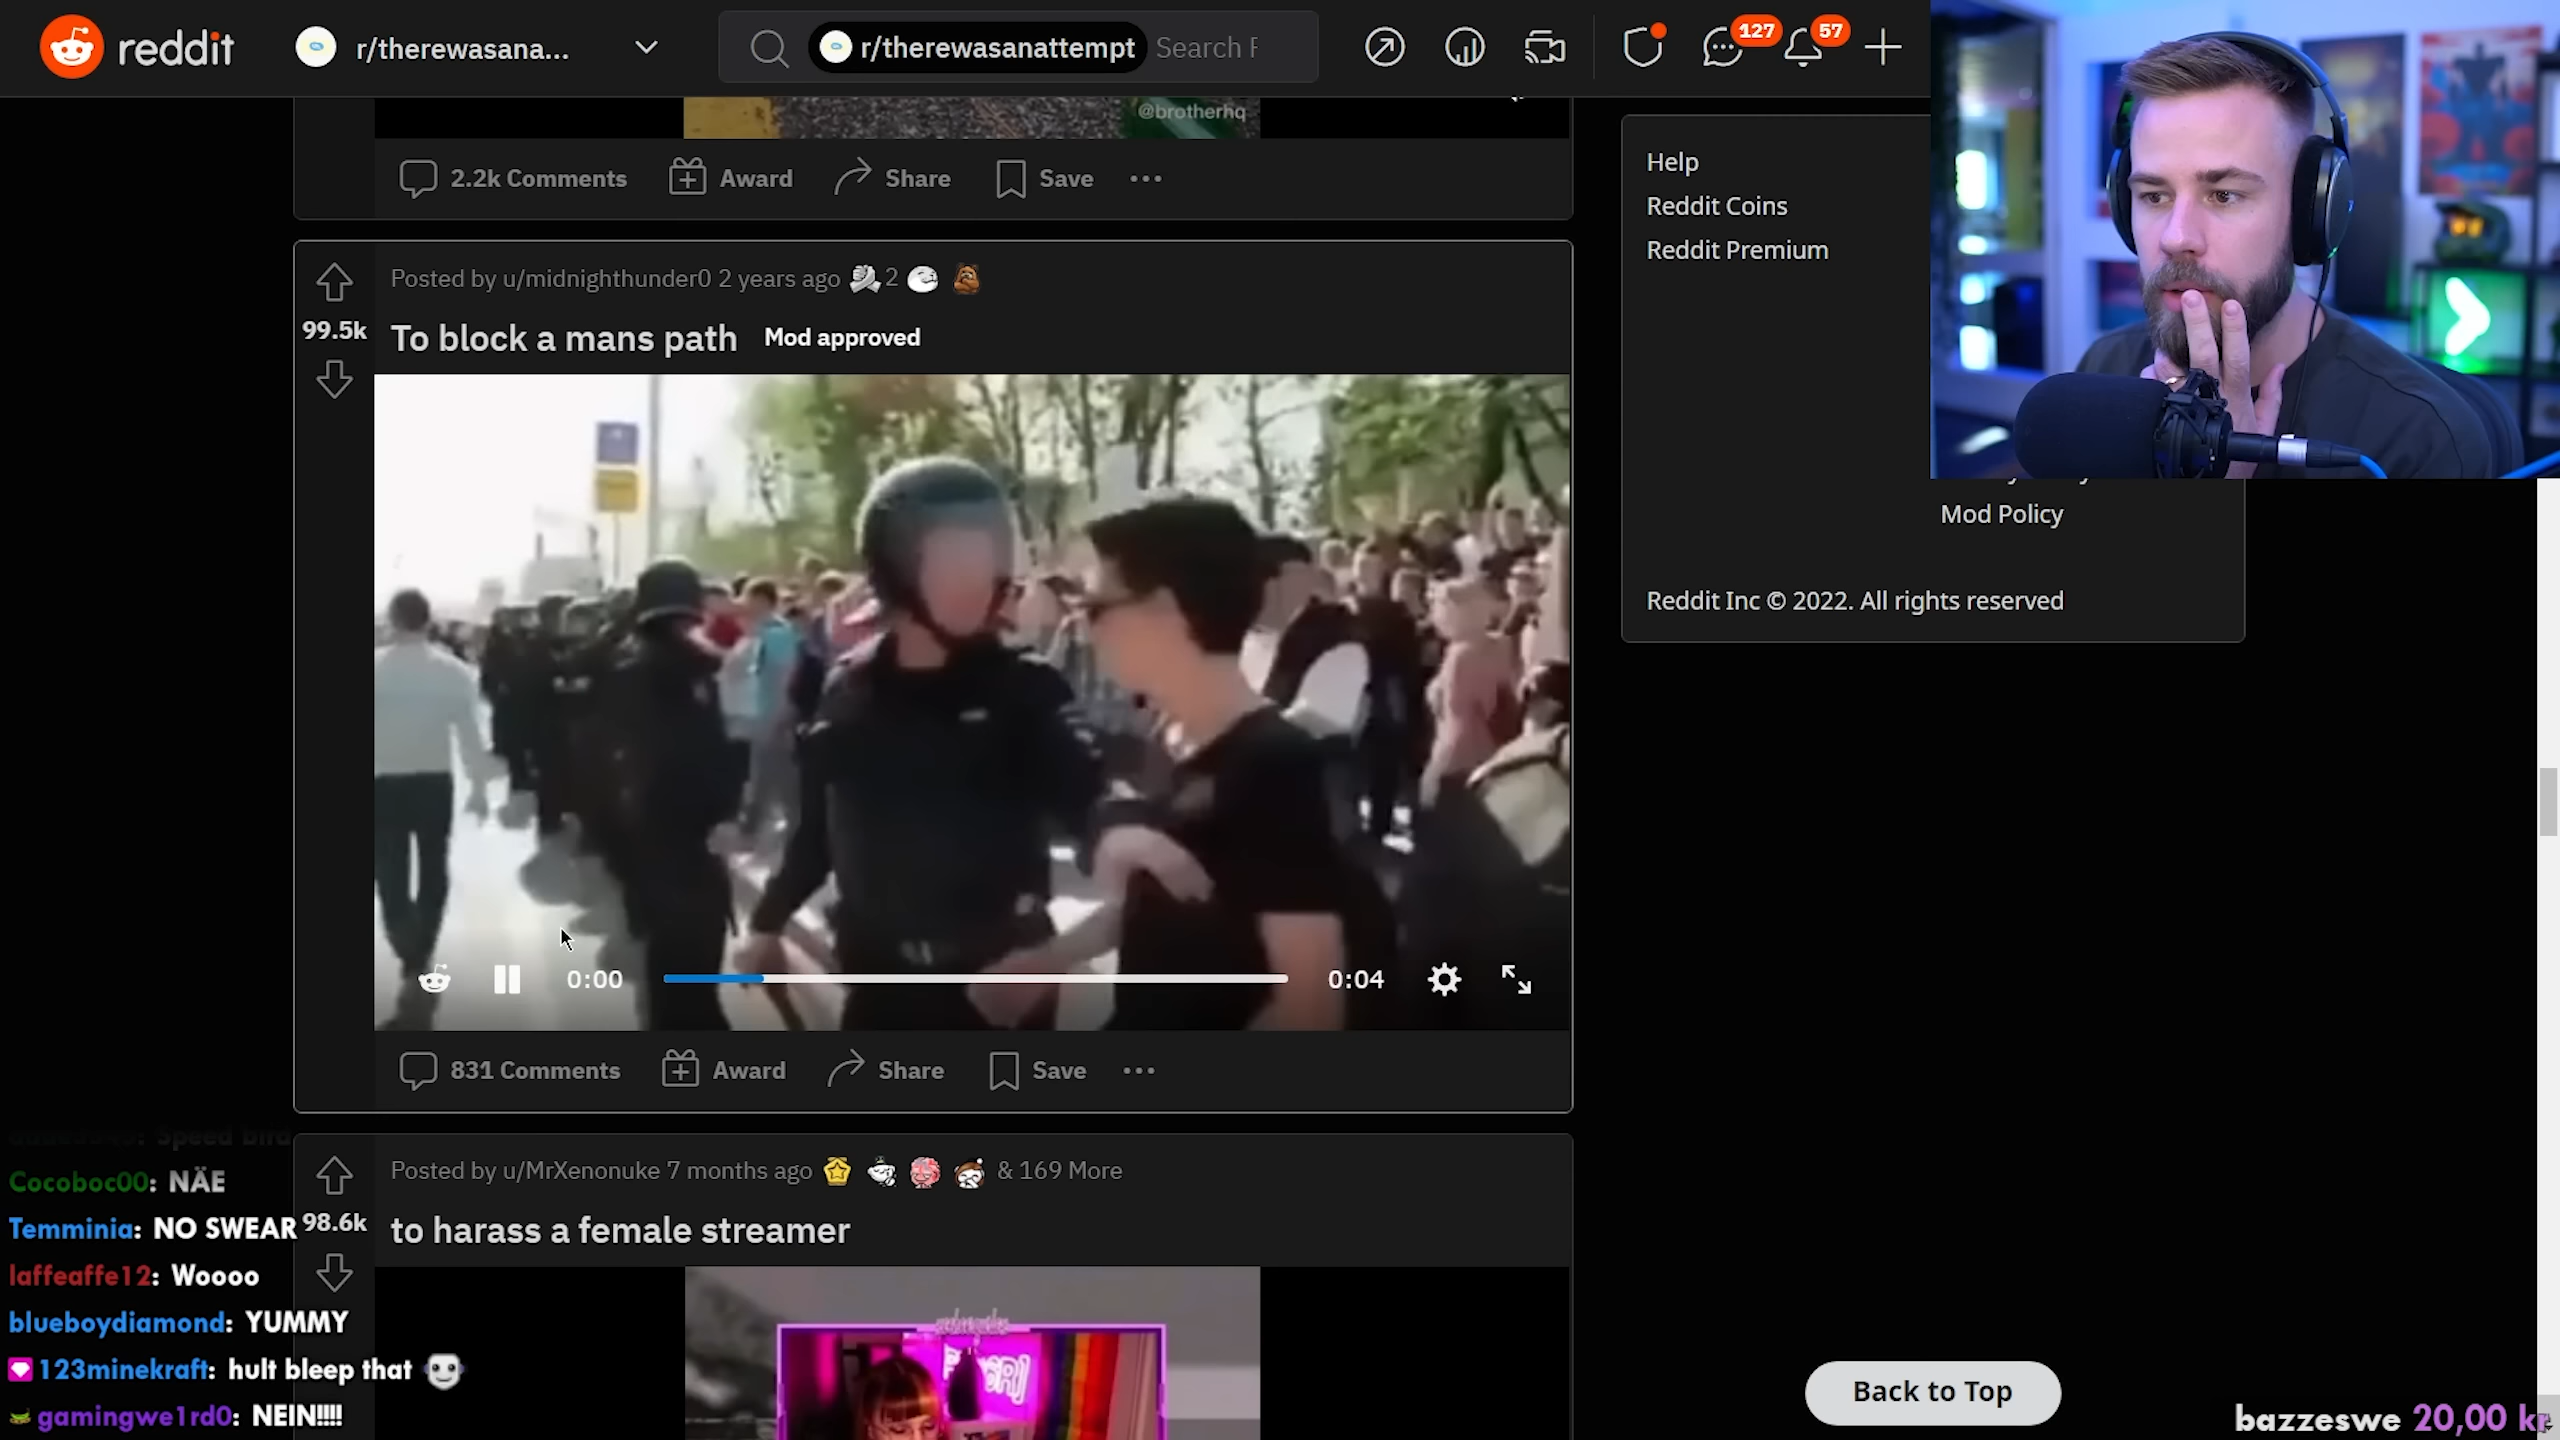 reddit
r/therewasana...
r/therewasanattempt
Search F
127
57
@brotherhq
2.2k Comments
Award
Share
Save
Help
Reddit Coins
Reddit Premium
Mod Policy
Reddit Inc © 2022. All rights reserved
Posted by u/midnighthunder0 2 years ago
2
99.5k
To block a mans path
Mod approved
0:00
0:04
831 Comments
Award
Share
Save
Posted by u/MrXenonuke 7 months ago
& 169 More
98.6k
to harass a female streamer
Speed bird
Cocoboc00: NÄE
Temminia: NO SWEAR
laffeaffe12: Woooo
blueboydiamond: YUMMY
123minekraft: hult bleep that
gamingwe1rd0: NEIN!!!!
Back to Top
bazzeswe 20,00 kr